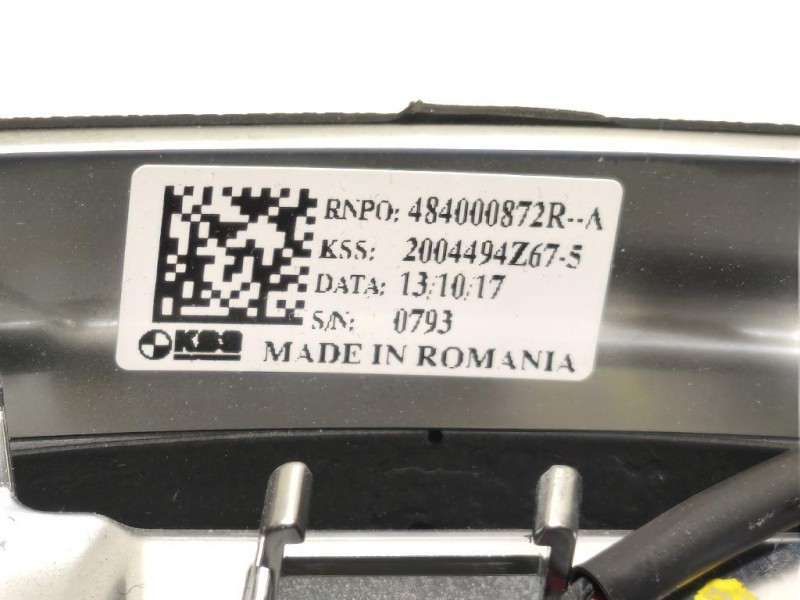 RNPO: 484000872R--A
KSS: 2004494Z67-5
DATA: 13/10/17
S/N: 0793
KSS MADE IN ROMANIA